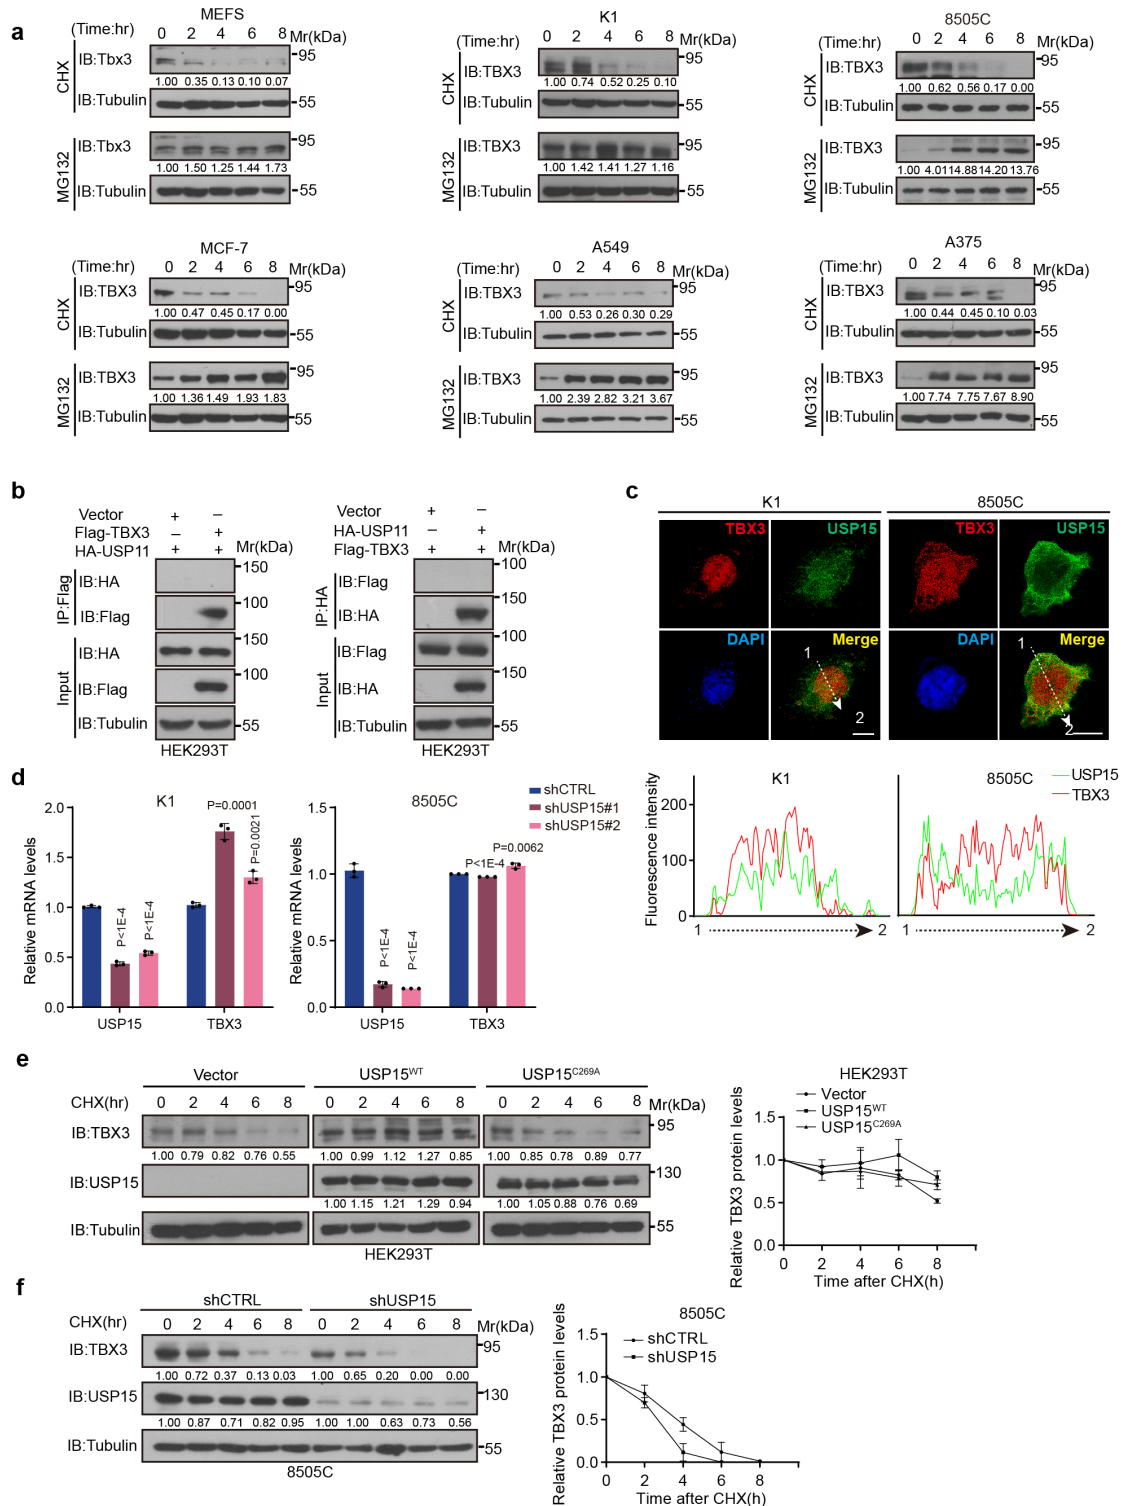 a
MEFS
(Time:hr) 0 2 4 6 8 Mr(kDa)
CHX
IB:Tbx3 -95
1.00 0.35 0.13 0.10 0.07
IB:Tubulin -55
MG132
IB:Tbx3 -95
1.00 1.50 1.25 1.44 1.73
IB:Tubulin -55
K1
(Time:hr) 0 2 4 6 8 Mr(kDa)
CHX
IB:TBX3 -95
1.00 0.74 0.52 0.25 0.10
IB:Tubulin -55
MG132
IB:TBX3 -95
1.00 1.42 1.41 1.27 1.16
IB:Tubulin -55
8505C
(Time:hr) 0 2 4 6 8 Mr(kDa)
CHX
IB:TBX3 -95
1.00 0.62 0.56 0.17 0.00
IB:Tubulin -55
MG132
IB:TBX3 -95
1.00 4.0114.88 14.20 13.76
IB:Tubulin -55
MCF-7
(Time:hr) 0 2 4 6 8 Mr(kDa)
CHX
IB:TBX3 -95
1.00 0.47 0.45 0.17 0.00
IB:Tubulin -55
MG132
IB:TBX3 -95
1.00 1.36 1.49 1.93 1.83
IB:Tubulin -55
A549
(Time:hr) 0 2 4 6 8 Mr(kDa)
CHX
IB:TBX3 -95
1.00 0.53 0.26 0.30 0.29
IB:Tubulin -55
MG132
IB:TBX3 -95
1.00 2.39 2.82 3.21 3.67
IB:Tubulin -55
A375
(Time:hr) 0 2 4 6 8 Mr(kDa)
CHX
IB:TBX3 -95
1.00 0.44 0.45 0.10 0.03
IB:Tubulin -55
MG132
IB:TBX3 -95
1.00 7.74 7.75 7.67 8.90
IB:Tubulin -55
b
Vector + –
Flag-TBX3 – +
HA-USP11 + + Mr(kDa)
IP:Flag
IB:HA -150
IB:Flag -100
Input
IB:HA -150
IB:Flag -100
IB:Tubulin -55
HEK293T
Vector + –
HA-USP11 – +
Flag-TBX3 + + Mr(kDa)
IP:HA
IB:Flag -100
IB:HA -150
Input
IB:Flag -100
IB:HA -150
IB:Tubulin -55
HEK293T
c
K1 8505C
TBX3 USP15 TBX3 USP15
DAPI Merge DAPI Merge
1 2 1 2
K1 8505C
USP15
TBX3
Fluorescence intensity
200
100
0
1 2 1 2
d
K1
Relative mRNA levels
2.0
1.5
1.0
0.5
0.0
P<1E-4
P<1E-4
P=0.0001
P=0.0021
USP15 TBX3
8505C
Relative mRNA levels
1.5
1.0
0.5
0.0
P<1E-4
P<1E-4
P<1E-4
P=0.0062
USP15 TBX3
shCTRL
shUSP15#1
shUSP15#2
e
Vector USP15WT USP15C269A
CHX(hr) 0 2 4 6 8 0 2 4 6 8 0 2 4 6 8 Mr(kDa)
IB:TBX3 -95
1.00 0.79 0.82 0.76 0.55 1.00 0.99 1.12 1.27 0.85 1.00 0.85 0.78 0.89 0.77
IB:USP15 130
1.00 1.15 1.21 1.29 0.94 1.00 1.05 0.88 0.76 0.69
IB:Tubulin 55
HEK293T
HEK293T
Vector
USP15WT
USP15C269A
Relative TBX3 protein levels
1.5
1.0
0.5
0.0
0 2 4 6 8
Time after CHX(h)
f
shCTRL shUSP15
CHX(hr) 0 2 4 6 8 0 2 4 6 8 Mr(kDa)
IB:TBX3 -95
1.00 0.72 0.37 0.13 0.03 1.00 0.65 0.20 0.00 0.00
IB:USP15 -130
1.00 0.87 0.71 0.82 0.95 1.00 1.00 0.63 0.73 0.56
IB:Tubulin -55
8505C
8505C
shCTRL
shUSP15
Relative TBX3 protein levels
1.5
1.0
0.5
0.0
0 2 4 6 8
Time after CHX(h)